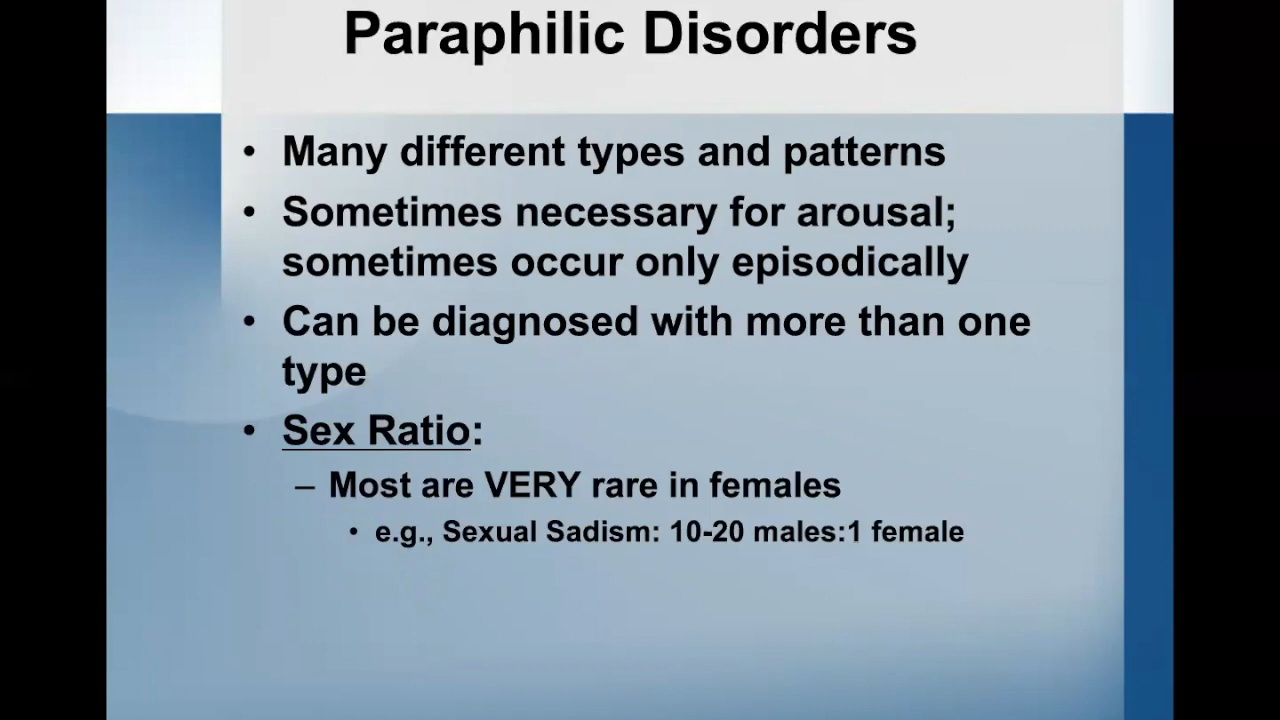 Paraphilic Disorders
• Many different types and patterns
• Sometimes necessary for arousal;
sometimes occur only episodically
• Can be diagnosed with more than one
type
• Sex Ratio:
– Most are VERY rare in females
• e.g., Sexual Sadism: 10-20 males:1 female